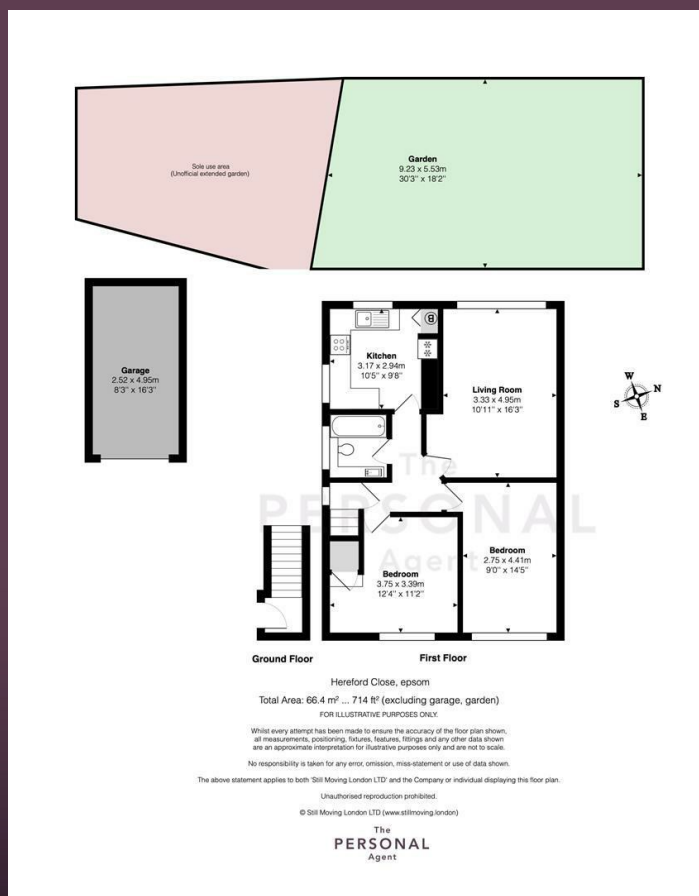 Sole use area
(Unofficial extended garden)
Garden
9.23 x 5.53m
30'3" x 18'2"
Garage
2.52 x 4.95m
8'3" x 16'3"
B
Kitchen
3.17 x 2.94m
10'5" x 9'8"
Living Room
3.33 x 4.95m
10'11" x 16'3"
W
N
S
E
The
PERSONAL
Agent
Bedroom
3.75 x 3.39m
12'4" x 11'2"
Bedroom
2.75 x 4.41m
9'0" x 14'5"
Ground Floor
First Floor
Hereford Close, epsom
Total Area: 66.4 m² ... 714 ft² (excluding garage, garden)
FOR ILLUSTRATIVE PURPOSES ONLY.
Whilst every attempt has been made to ensure the accuracy of the floor plan shown,
all measurements, positioning, fixtures, features, fittings and any other data shown
are an approximate interpretation for illustrative purposes only and are not to scale.
No responsibility is taken for any error, omission, miss-statement or use of data shown.
The above statement applies to both 'Still Moving London LTD' and the Company or individual displaying this floor plan.
Unauthorised reproduction prohibited.
© Still Moving London LTD (www.stillmoving.london)
The
PERSONAL
Agent